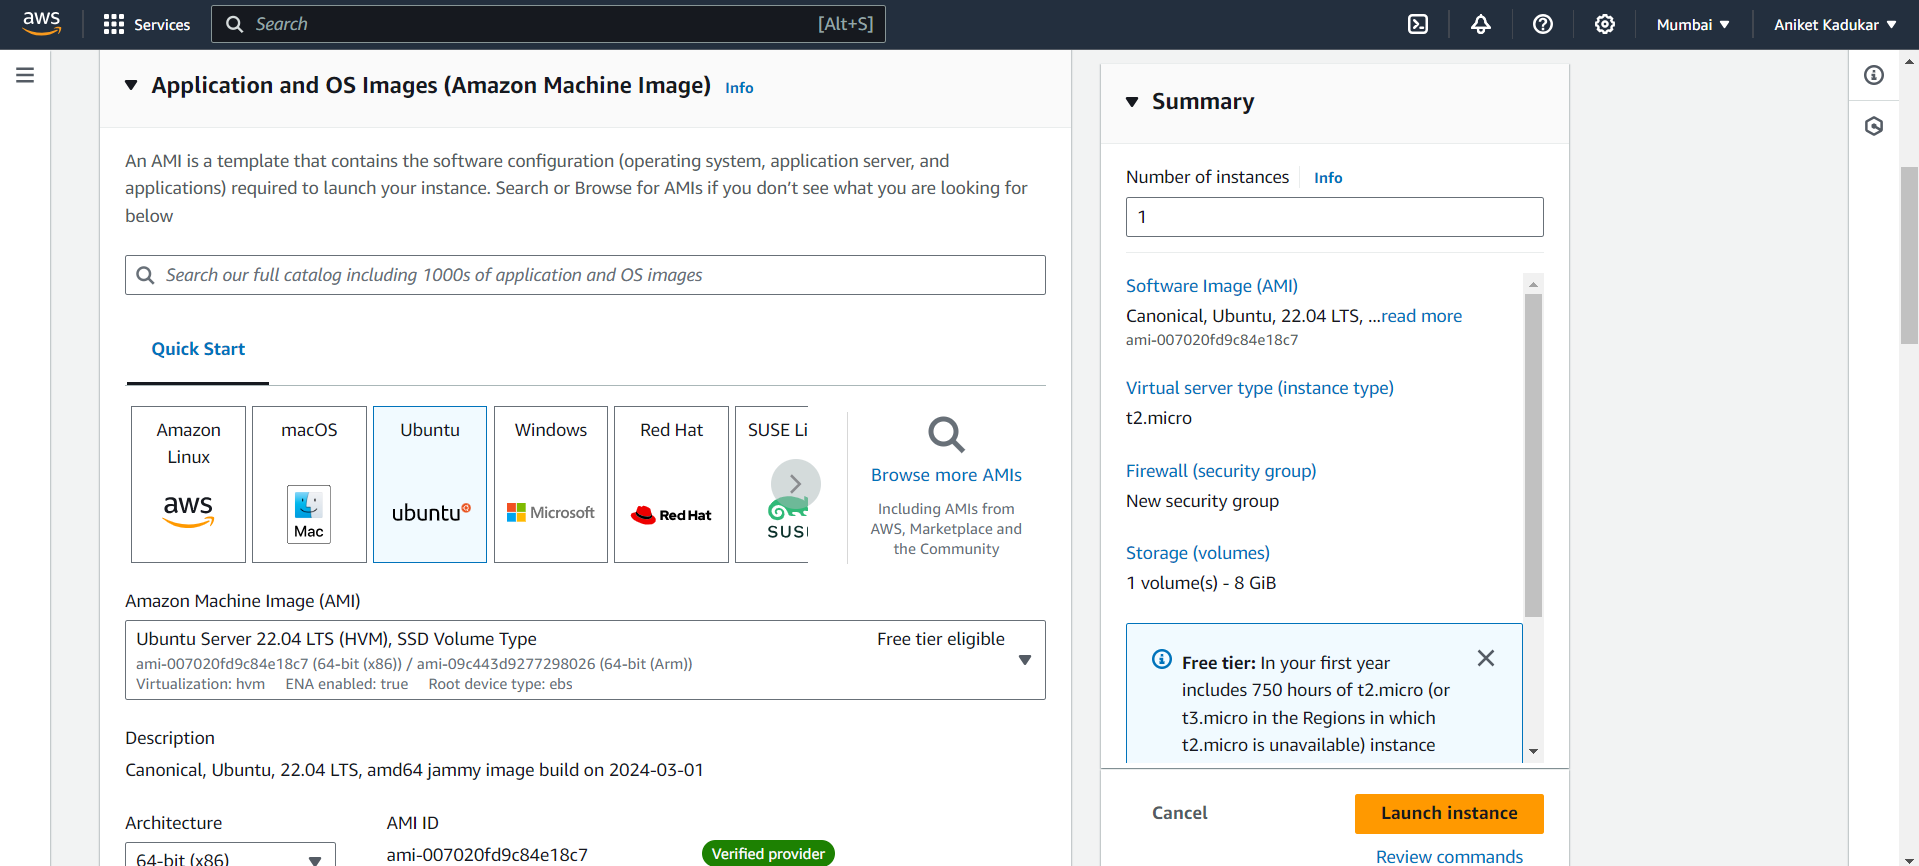 aws
Services
Search
[Alt+S]
Mumbai
Aniket Kadukar
Application and OS Images (Amazon Machine Image) Info
An AMI is a template that contains the software configuration (operating system, application server, and
applications) required to launch your instance. Search or Browse for AMIs if you don’t see what you are looking for
below
Search our full catalog including 1000s of application and OS images
Quick Start
Amazon
Linux
aws
macOS
Mac
Ubuntu
ubuntu
Windows
Microsoft
Red Hat
Red Hat
SUSE Li
SUS
Browse more AMIs
Including AMIs from
AWS, Marketplace and
the Community
Amazon Machine Image (AMI)
Ubuntu Server 22.04 LTS (HVM), SSD Volume Type
Free tier eligible
ami-007020fd9c84e18c7 (64-bit (x86)) / ami-09c443d9277298026 (64-bit (Arm))
Virtualization: hvm ENA enabled: true Root device type: ebs
Description
Canonical, Ubuntu, 22.04 LTS, amd64 jammy image build on 2024-03-01
Architecture
64-bit (x86)
AMI ID
ami-007020fd9c84e18c7
Verified provider
Summary
Number of instances Info
1
Software Image (AMI)
Canonical, Ubuntu, 22.04 LTS, ...read more
ami-007020fd9c84e18c7
Virtual server type (instance type)
t2.micro
Firewall (security group)
New security group
Storage (volumes)
1 volume(s) - 8 GiB
Free tier: In your first year
includes 750 hours of t2.micro (or
t3.micro in the Regions in which
t2.micro is unavailable) instance
Cancel
Launch instance
Review commands